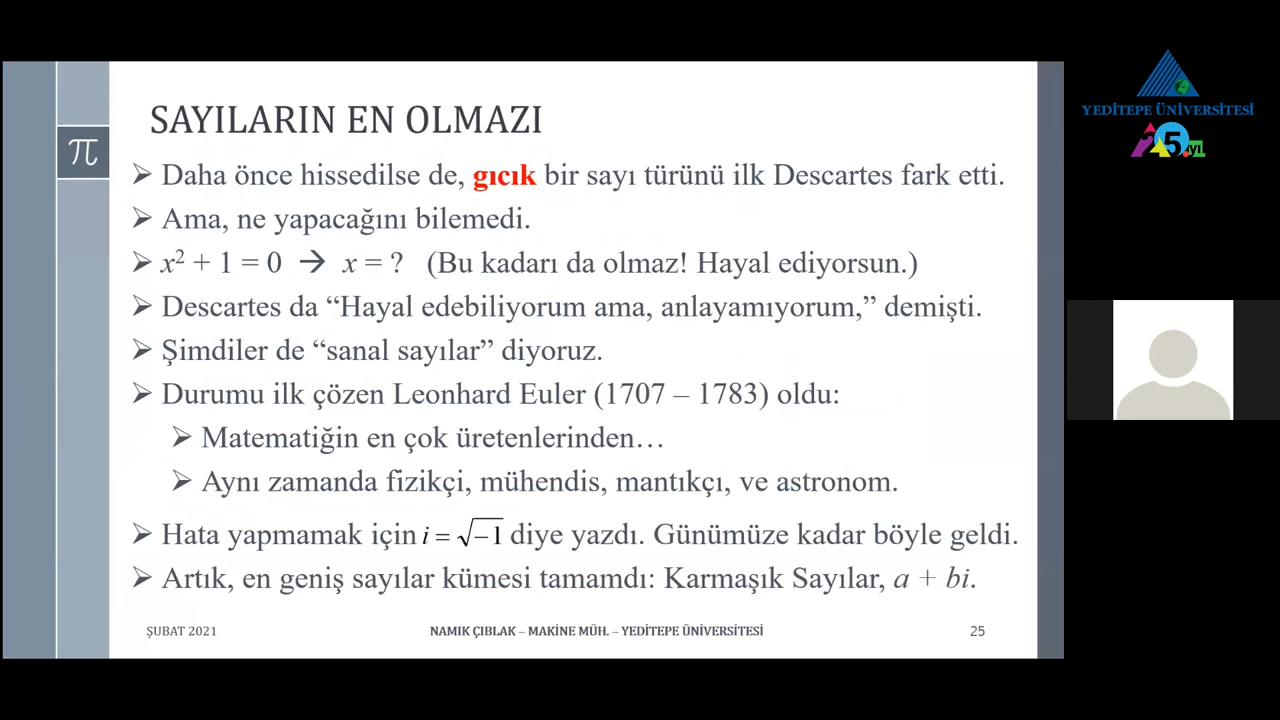 SAYILARIN EN OLMAZI
π
➢ Daha önce hissedilse de, gıcık bir sayı türünü ilk Descartes fark etti.
➢ Ama, ne yapacağını bilemedi.
➢ x² + 1 = 0 → x = ? (Bu kadarı da olmaz! Hayal ediyorsun.)
➢ Descartes da “Hayal edebiliyorum ama, anlayamıyorum,” demişti.
➢ Şimdiler de “sanal sayılar” diyoruz.
➢ Durumu ilk çözen Leonhard Euler (1707 – 1783) oldu:
➢ Matematiğin en çok üretenlerinden…
➢ Aynı zamanda fizikçi, mühendis, mantıkçı, ve astronom.
➢ Hata yapmamak için i = √−1 diye yazdı. Günümüze kadar böyle geldi.
➢ Artık, en geniş sayılar kümesi tamamdı: Karmaşık Sayılar, a + bi.
ŞUBAT 2021 NAMIK ÇIBLAK – MAKİNE MÜH. – YEDİTEPE ÜNİVERSİTESİ 25
YEDİTEPE ÜNİVERSİTESİ
25.yıl